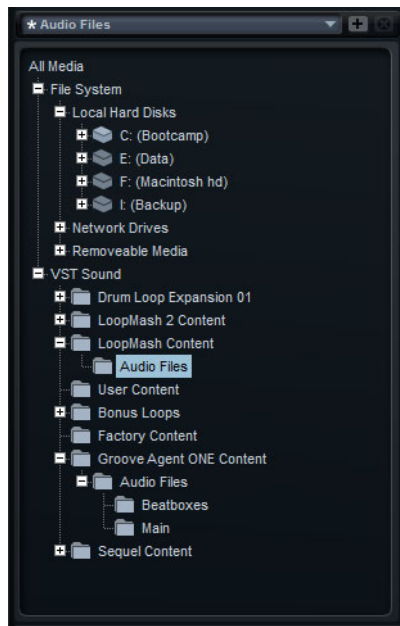 * Audio Files
All Media
File System
Local Hard Disks
C: (Bootcamp)
E: (Data)
F: (Macintosh hd)
I: (Backup)
Network Drives
Removeable Media
VST Sound
Drum Loop Expansion 01
LoopMash 2 Content
LoopMash Content
Audio Files
User Content
Bonus Loops
Factory Content
Groove Agent ONE Content
Audio Files
Beatboxes
Main
Sequel Content